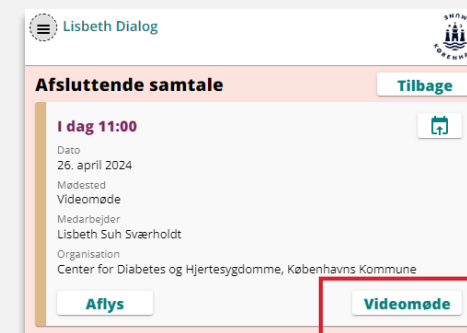 Lisbeth Dialog
Afsluttende samtale
Tilbage
I dag 11:00
Dato
26. april 2024
Mødested
Videomøde
Medarbejder
Lisbeth Suh Sværholdt
Organisation
Center for Diabetes og Hjertesygdomme, Københavns Kommune
Aflys
Videomøde